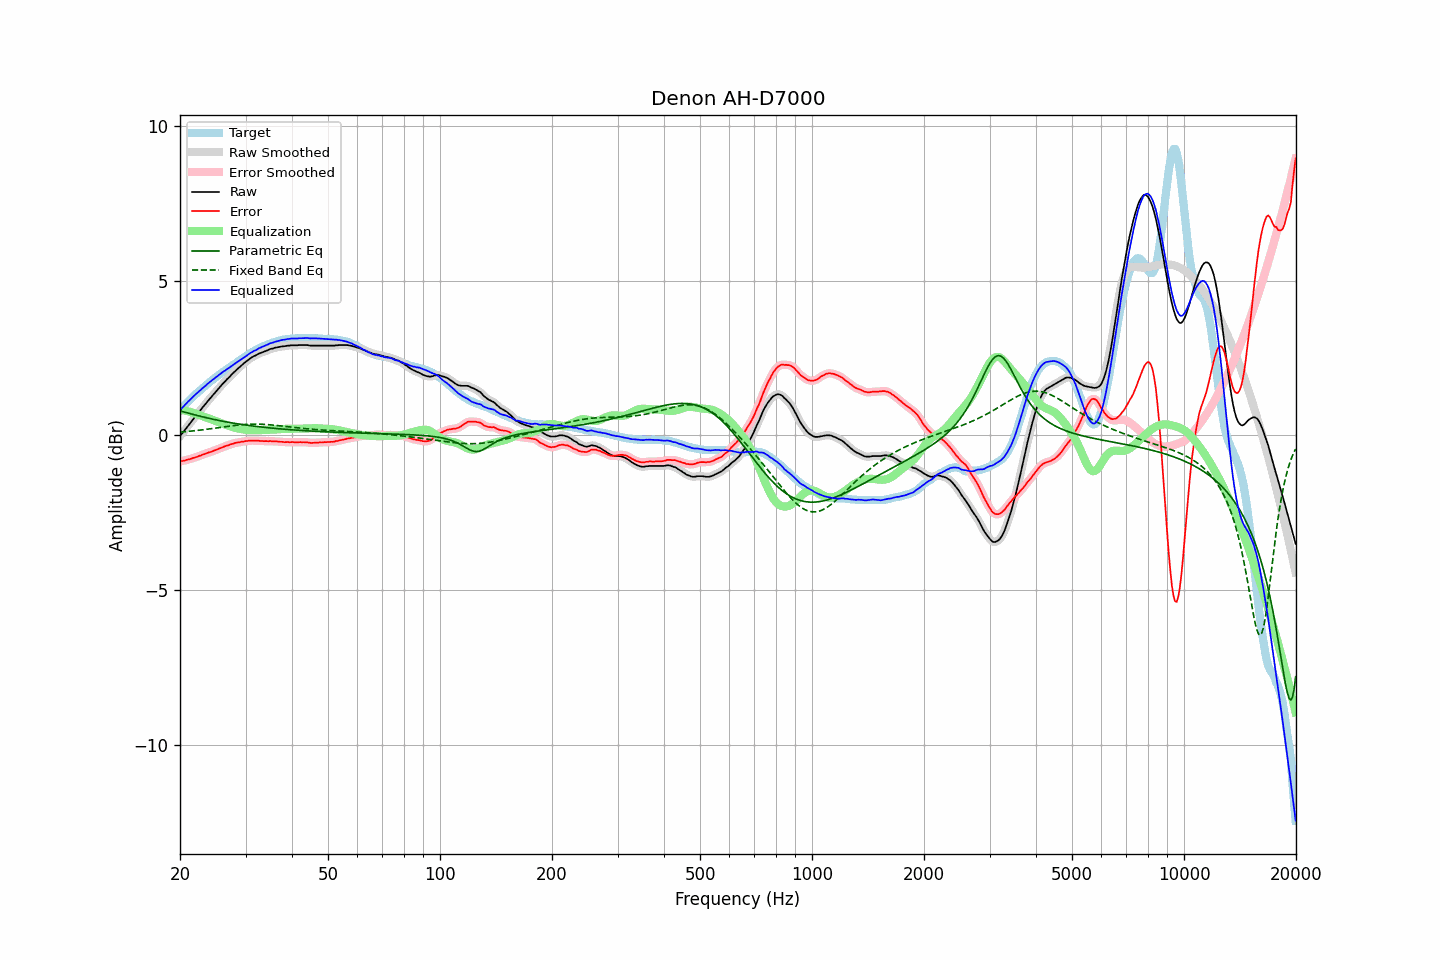 Denon AH-D7000
Target
Raw Smoothed
Error Smoothed
Raw
Error
Equalization
Parametric Eq
Fixed Band Eq
Equalized
10
5
0
−5
−10
Amplitude (dBr)
20 50 100 200 500 1000 2000 5000 10000 20000
Frequency (Hz)